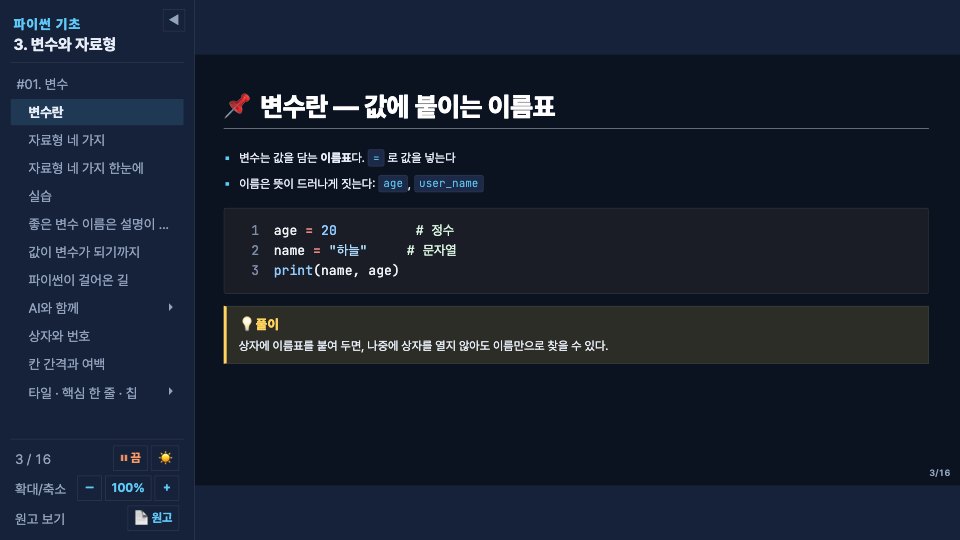 파이썬 기초
3. 변수와 자료형
◀
#01. 변수
변수란
자료형 네 가지
자료형 네 가지 한눈에
실습
좋은 변수 이름은 설명이 ...
값이 변수가 되기까지
파이썬이 걸어온 길
AI와 함께
상자와 번호
칸 간격과 여백
타일 · 핵심 한 줄 · 칩
3 / 16
끔
확대/축소
− 100% +
원고 보기
원고
📌 변수란 — 값에 붙이는 이름표
변수는 값을 담는 이름표다. = 로 값을 넣는다
이름은 뜻이 드러나게 짓는다: age, user_name
1 age = 20 # 정수
2 name = "하늘" # 문자열
3 print(name, age)
💡 풀이
상자에 이름표를 붙여 두면, 나중에 상자를 열지 않아도 이름만으로 찾을 수 있다.
3/16